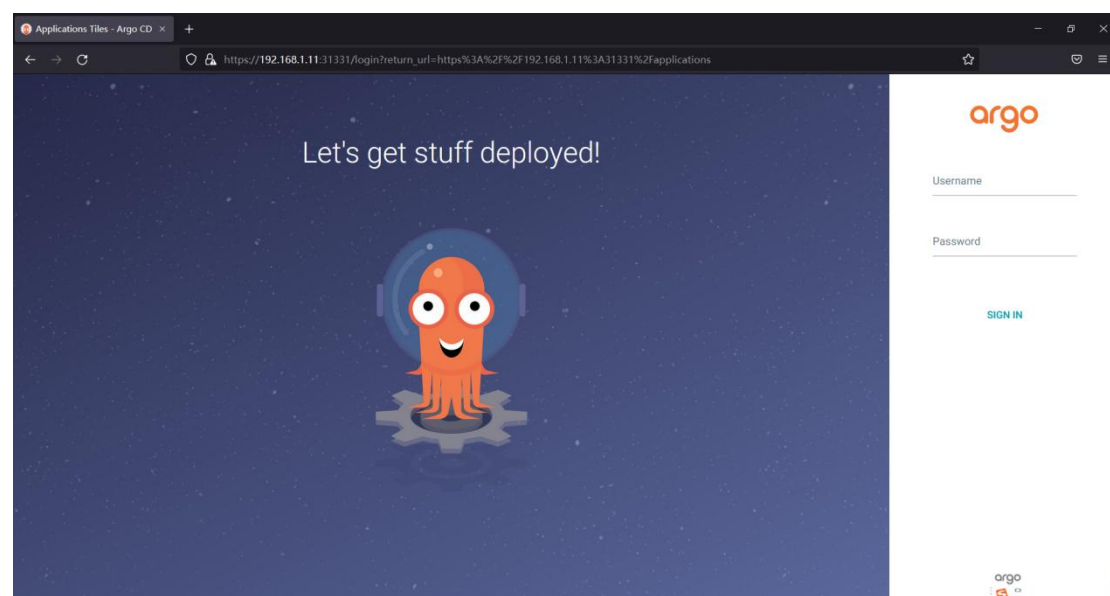 Applications Tiles - Argo CD
https://192.168.1.11:31331/login?return_url=https%3A%2F%2F192.168.1.11%3A31331%2Fapplications
Let's get stuff deployed!
argo
Username
Password
SIGN IN
argo